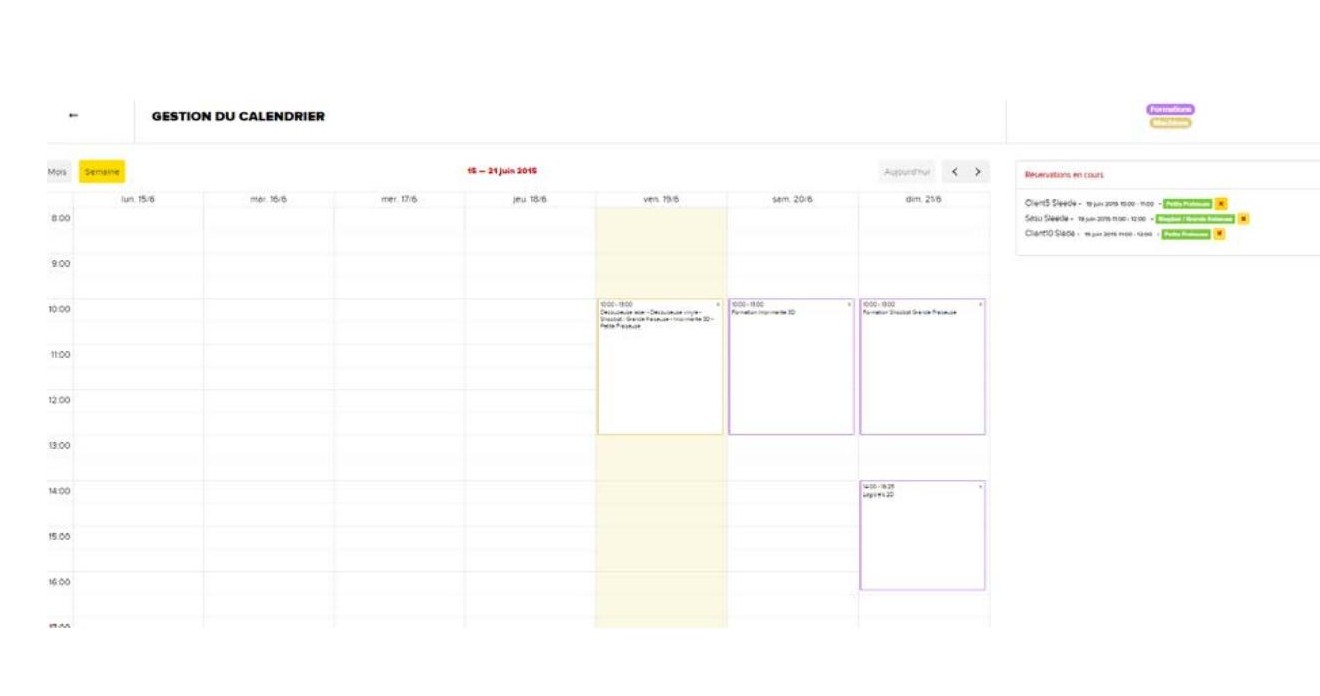 ←
GESTION DU CALENDRIER
Formations
Machines
Mois
Semaine
15 — 21 juin 2015
Aujourd'hui
lun. 15/6
mar. 16/6
mer. 17/6
jeu. 18/6
ven. 19/6
sam. 20/6
dim. 21/6
8:00
9:00
10:00
11:00
12:00
13:00
14:00
15:00
16:00
17:00
10:00 - 13:00
Découpeuse laser - Découpeuse vinyle -
Shopbot / Grande Fraiseuse - Imprimante 3D -
Petite Fraiseuse
10:00 - 13:00
Formation Imprimante 3D
10:00 - 13:00
Formation Shopbot Grande Fraiseuse
14:00 - 16:25
Logiciels 2D
Réservations en cours
Client5 Sleede - 19 juin 2015 10:00 - 11:00 - Petite Fraiseuse
Sasu Sleede - 19 juin 2015 11:00 - 12:00 - Shopbot / Grande Fraiseuse
Client10 Slede - 19 juin 2015 11:00 - 12:00 - Petite Fraiseuse